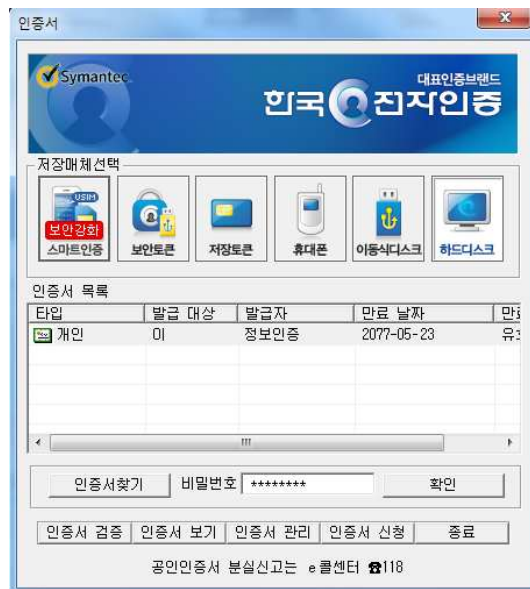 인증서
Symantec.
대표인증브랜드
한국전자인증
저장매체선택
USIM
보안강화
스마트인증 보안토큰 저장토큰 휴대폰 이동식디스크 하드디스크
인증서 목록
타입 발급 대상 발급자 만료 날짜
개인 이 정보인증 2077-05-23
인증서찾기 비밀번호 ******** 확인
인증서 검증 인증서 보기 인증서 관리 인증서 신청 종료
공인인증서 분실신고는 e콜센터 ☎118